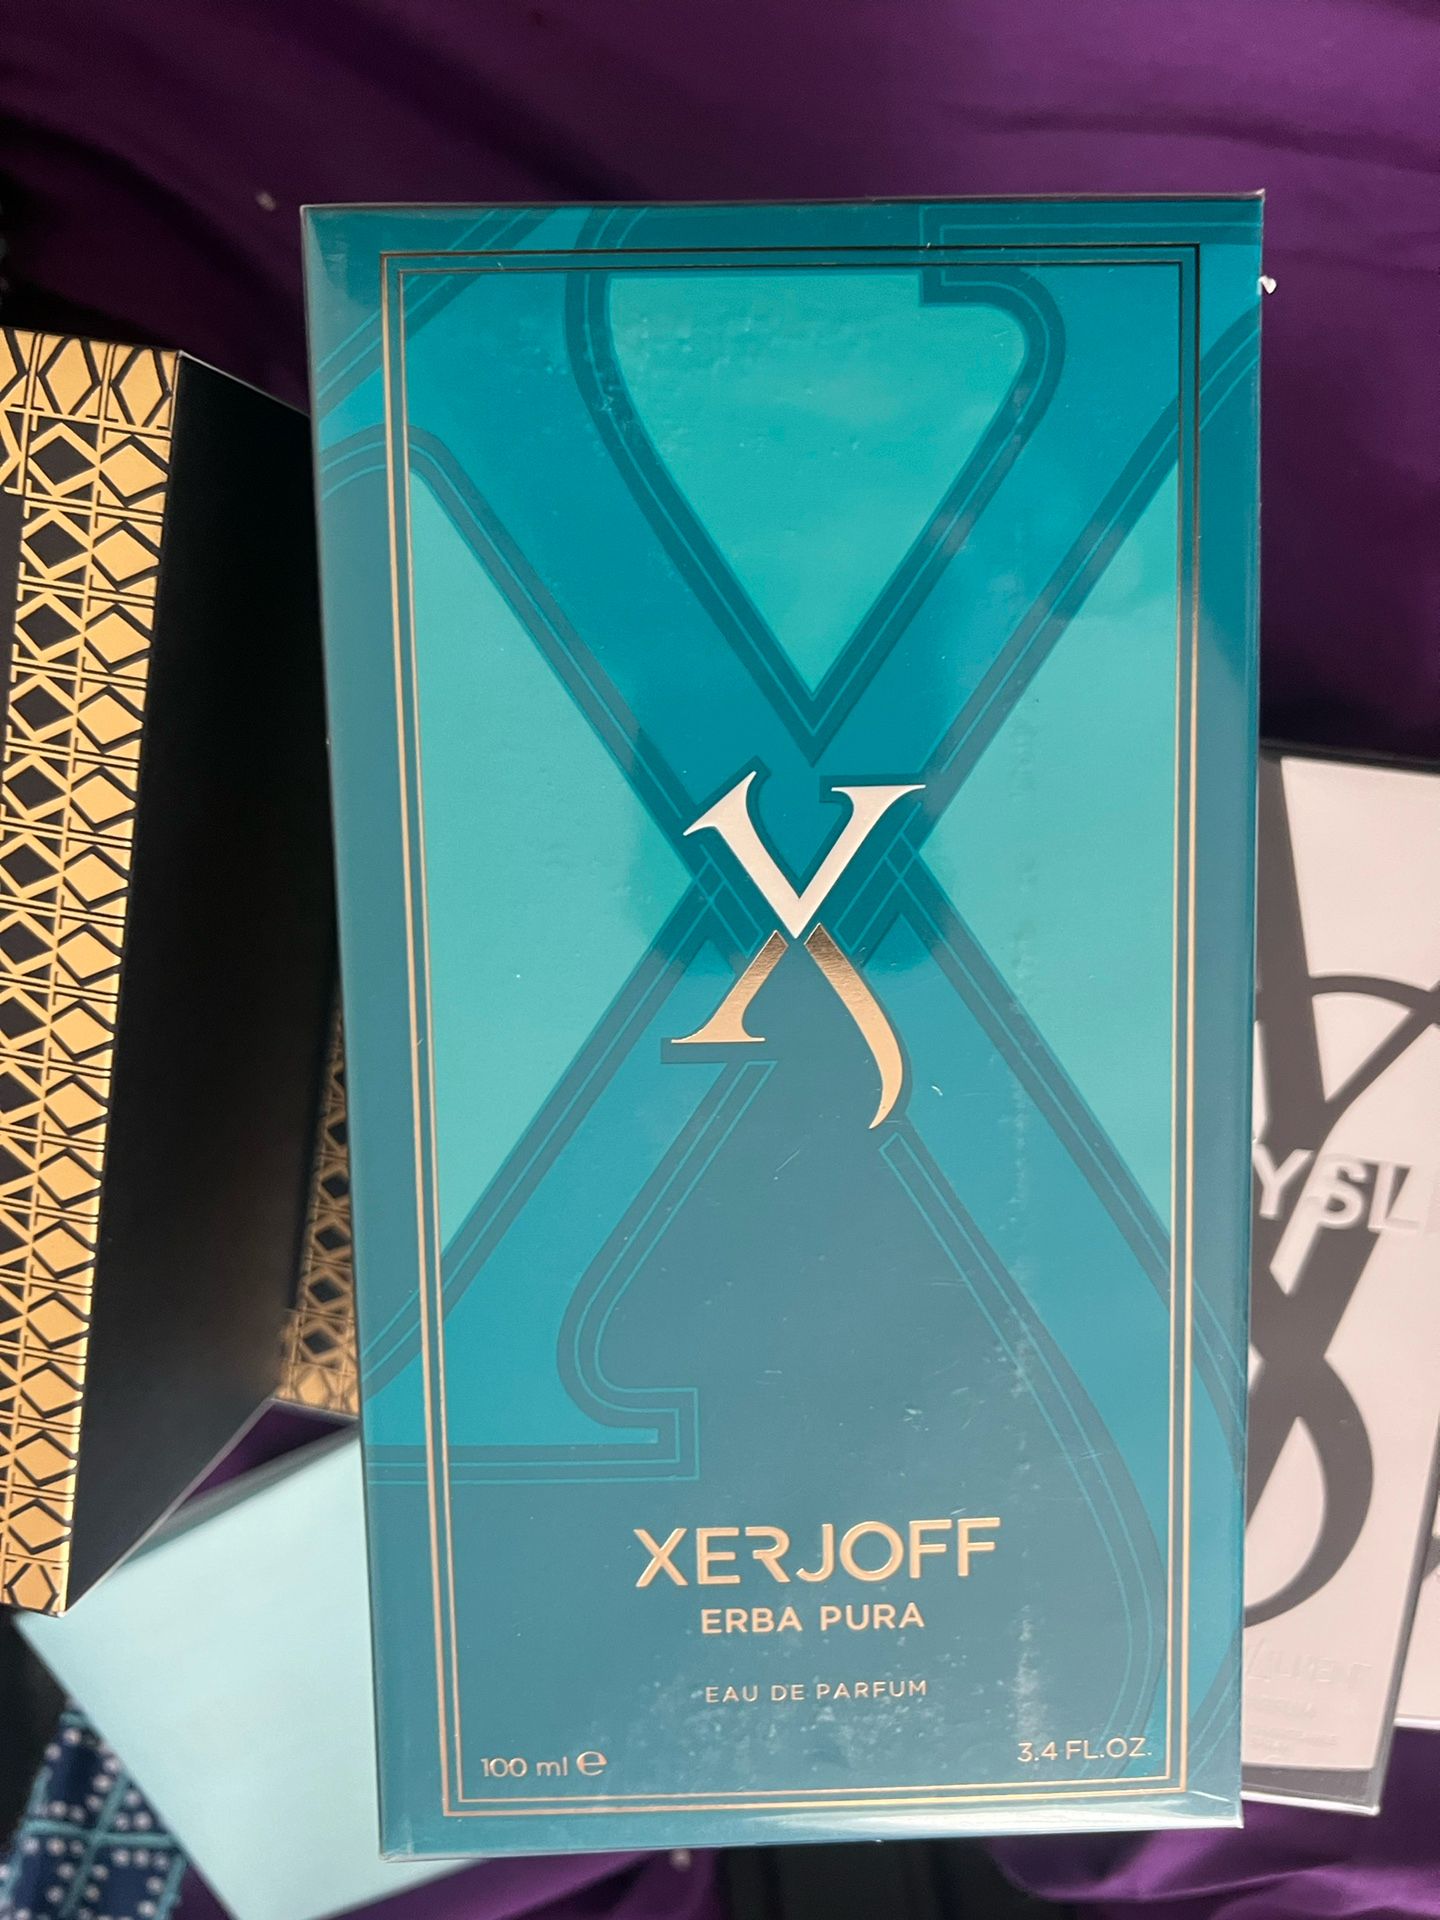 X
XERJOFF
ERBA PURA
EAU DE PARFUM
100 ml ℮
3.4 FL.OZ.
YSL